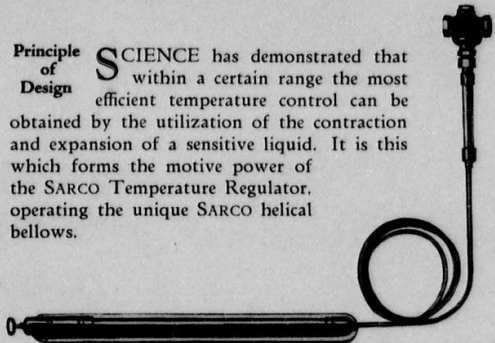 Principle
of
Design
SCIENCE has demonstrated that
within a certain range the most
efficient temperature control can be
obtained by the utilization of the contraction
and expansion of a sensitive liquid. It is this
which forms the motive power of
the SARCO Temperature Regulator.
operating the unique SARCO helical
bellows.